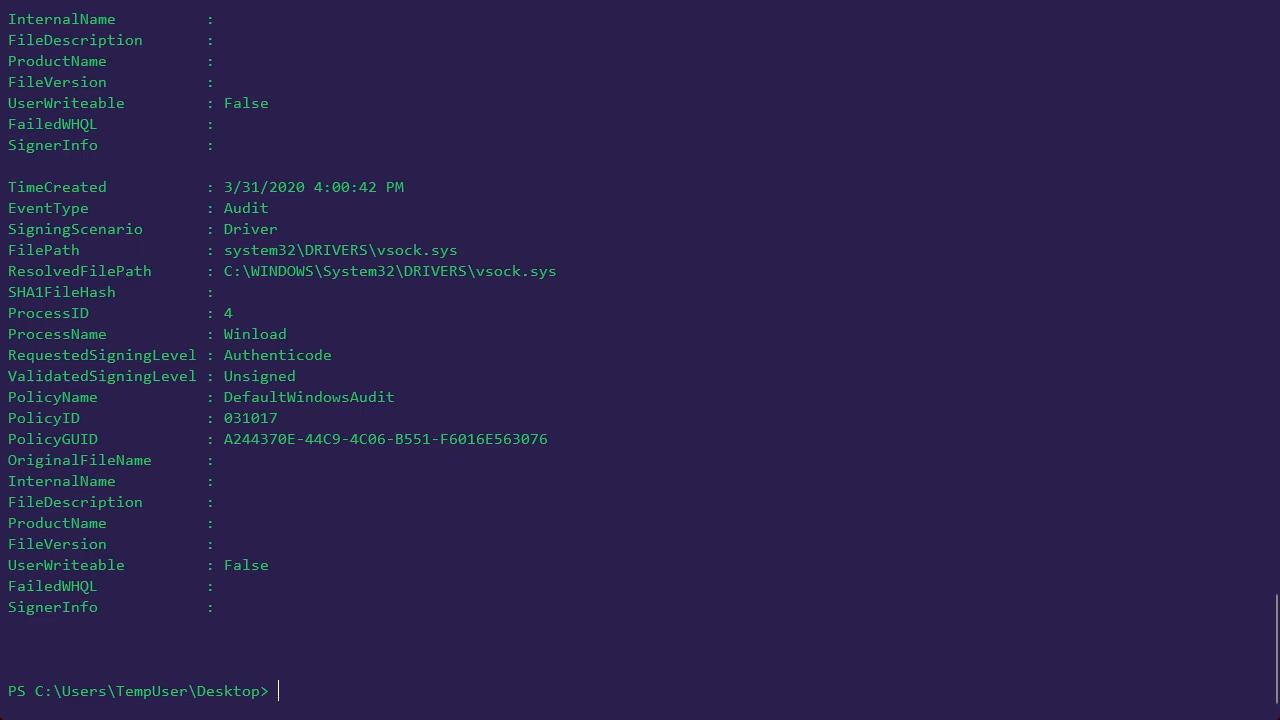 InternalName :
FileDescription :
ProductName :
FileVersion :
UserWriteable : False
FailedWHQL :
SignerInfo :
TimeCreated : 3/31/2020 4:00:42 PM
EventType : Audit
SigningScenario : Driver
FilePath : system32\DRIVERS\vsock.sys
ResolvedFilePath : C:\WINDOWS\System32\DRIVERS\vsock.sys
SHA1FileHash :
ProcessID : 4
ProcessName : Winload
RequestedSigningLevel : Authenticode
ValidatedSigningLevel : Unsigned
PolicyName : DefaultWindowsAudit
PolicyID : 031017
PolicyGUID : A244370E-44C9-4C06-B551-F6016E563076
OriginalFileName :
InternalName :
FileDescription :
ProductName :
FileVersion :
UserWriteable : False
FailedWHQL :
SignerInfo :
PS C:\Users\TempUser\Desktop>